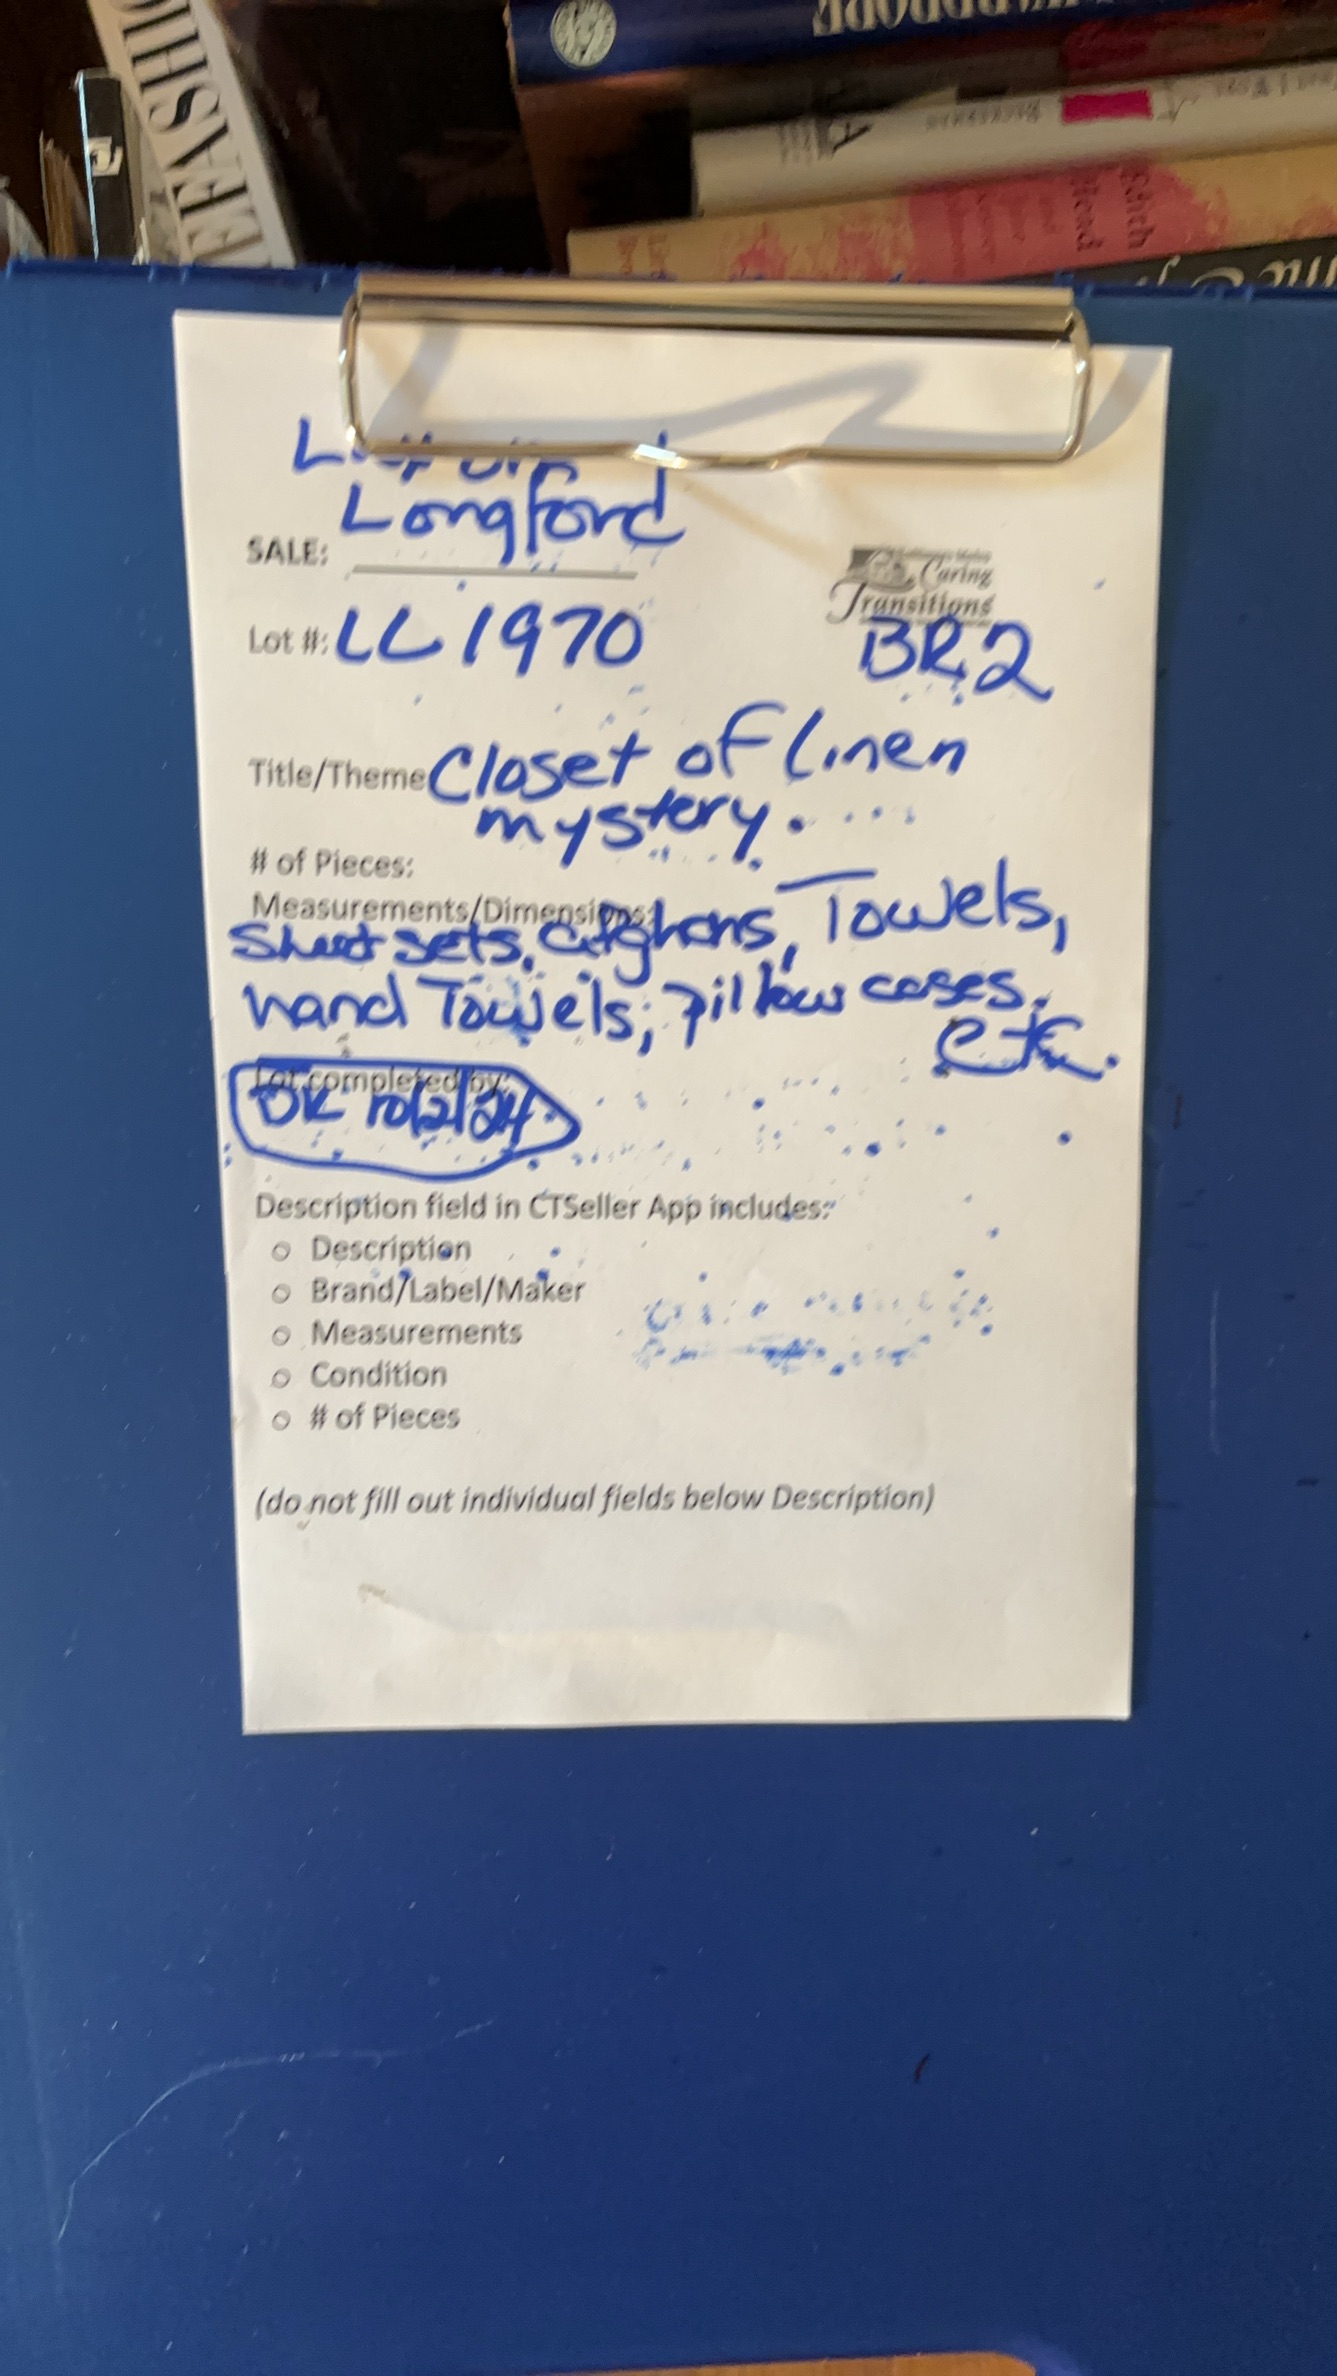 Longford
SALE:
Caring
Transitions
Lot #: LL 1970
BR2
Title/Theme Closet of linen
mystery.
# of Pieces:
Measurements/Dimensions:
Sheet sets, afghans, Towels,
hand Towels, pillow cases,
etc.
Lot completed by:
DK 10/2/24
Description field in CTSeller App includes:
Description
Brand/Label/Maker
Measurements
Condition
# of Pieces
(do not fill out individual fields below Description)